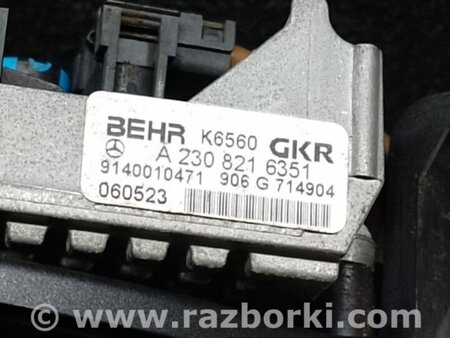 BEHR K6560 GKR
A 230 821 6351
9140010471 906 G 714904
060523
© www.razborki.com